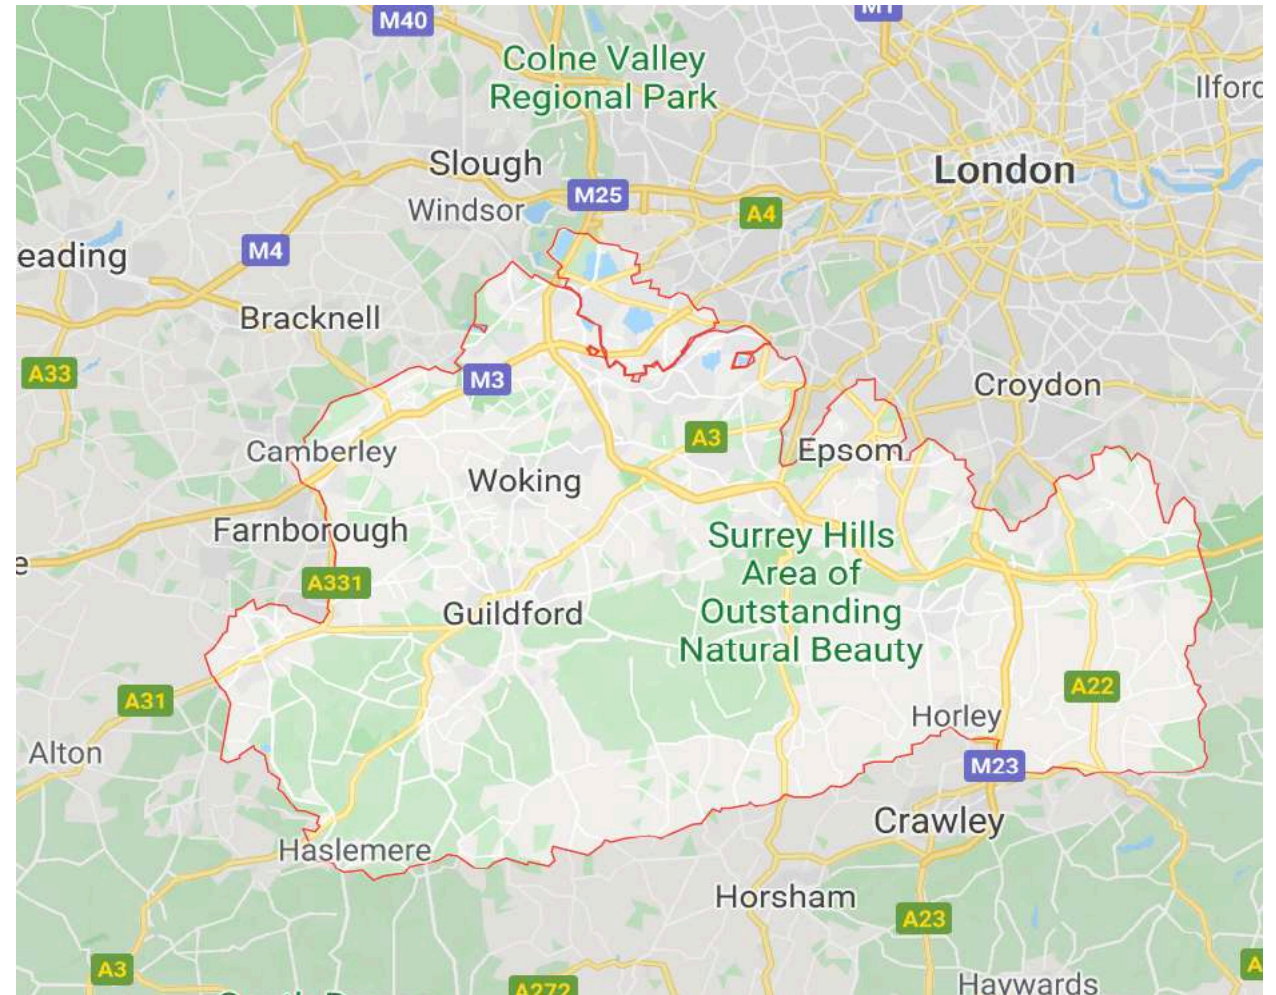 M40
M1
Colne Valley
Regional Park
Ilford
Slough
London
M25
Windsor
A4
eading
M4
Bracknell
A33
M3
Croydon
A3
Camberley
Epsom
Woking
Farnborough
Surrey Hills
Area of
Outstanding
Natural Beauty
e
A331
Guildford
A31
A22
Horley
Alton
M23
Crawley
Haslemere
Horsham
A23
A3
A
A272
Haywards